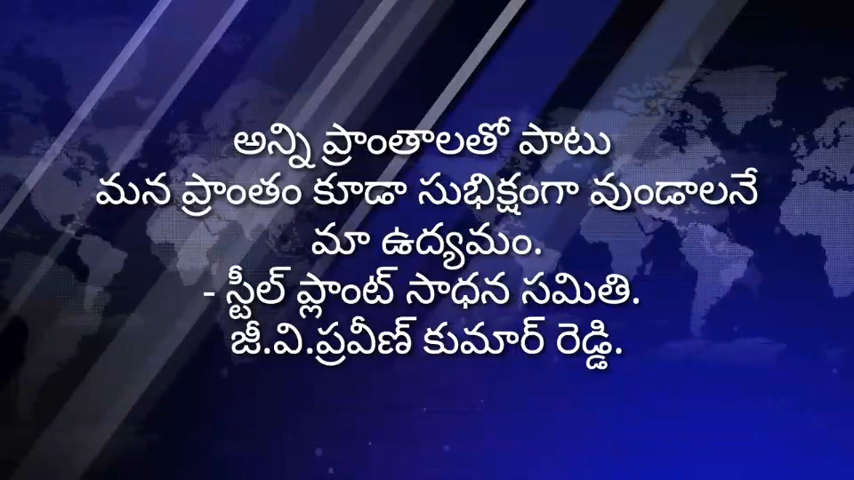 అన్ని ప్రాంతాలతో పాటు
మన ప్రాంతం కూడా సుభిక్షంగా వుండాలనే
మా ఉద్యమం.
- స్టీల్ ప్లాంట్ సాధన సమితి.
జీ.వి.ప్రవీణ్ కుమార్ రెడ్డి.